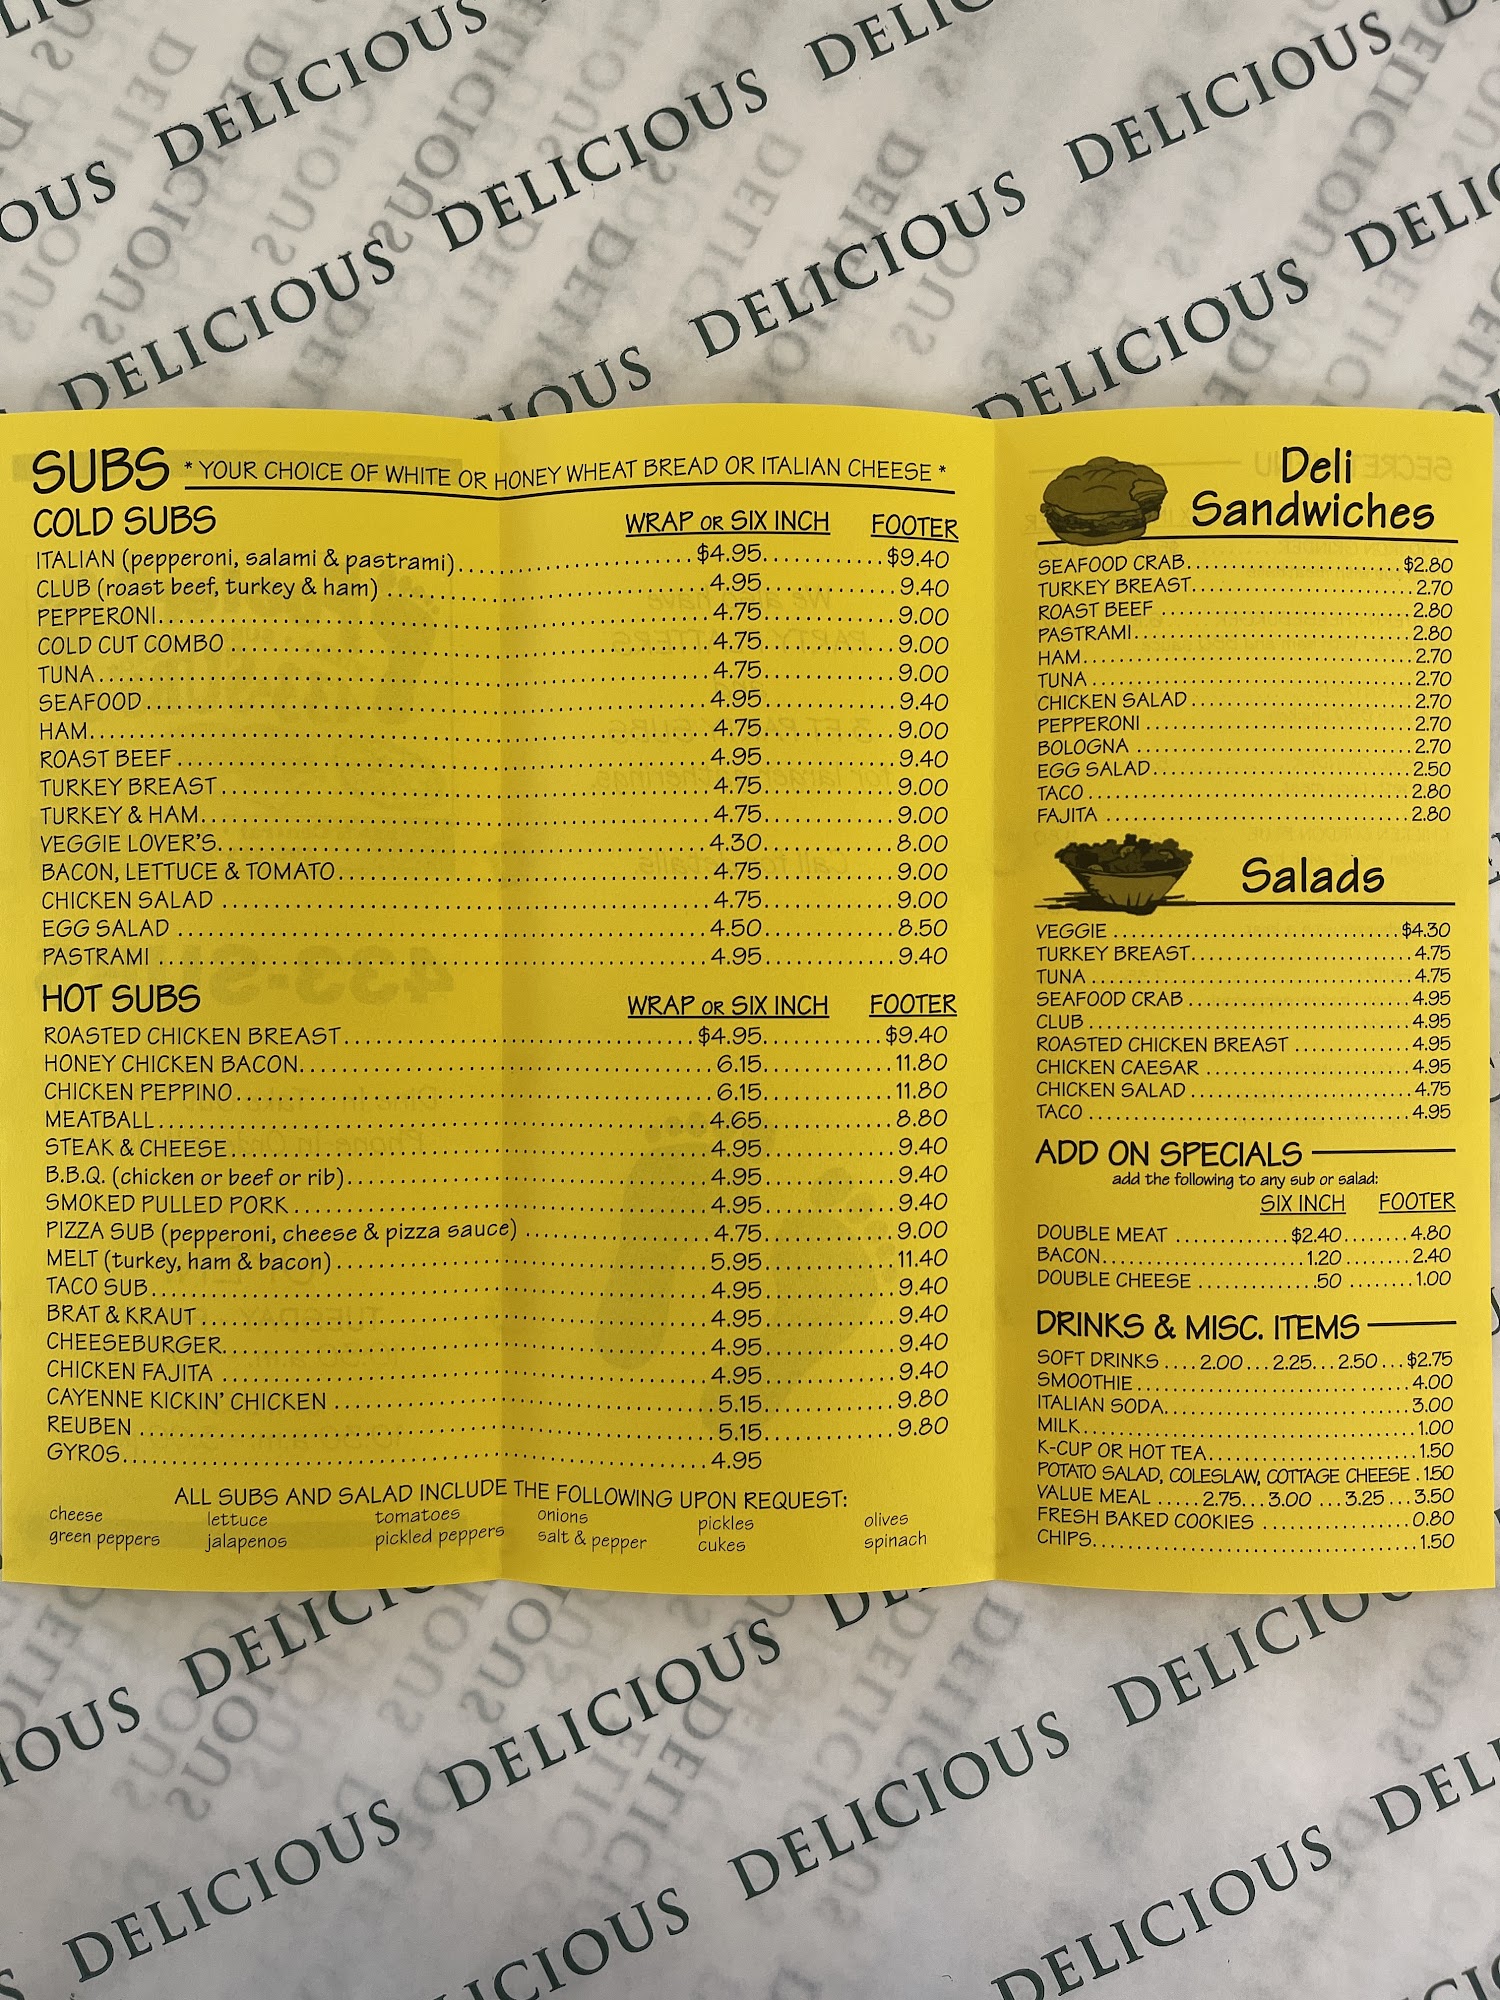 DELICIOUS DELICIOUS DELICIOUS
SUBS * YOUR CHOICE OF WHITE OR HONEY WHEAT BREAD OR ITALIAN CHEESE *
COLD SUBS WRAP OR SIX INCH FOOTER
ITALIAN (pepperoni, salami & pastrami) $4.95 $9.40
CLUB (roast beef, turkey & ham) 4.95 9.40
PEPPERONI 4.75 9.00
COLD CUT COMBO 4.75 9.00
TUNA 4.75 9.00
SEAFOOD 4.95 9.40
HAM 4.75 9.00
ROAST BEEF 4.95 9.40
TURKEY BREAST 4.75 9.00
TURKEY & HAM 4.75 9.00
VEGGIE LOVER'S 4.30 8.00
BACON, LETTUCE & TOMATO 4.75 9.00
CHICKEN SALAD 4.75 9.00
EGG SALAD 4.50 8.50
PASTRAMI 4.95 9.40
HOT SUBS WRAP OR SIX INCH FOOTER
ROASTED CHICKEN BREAST $4.95 $9.40
HONEY CHICKEN BACON 6.15 11.80
CHICKEN PEPPINO 6.15 11.80
MEATBALL 4.65 8.80
STEAK & CHEESE 4.95 9.40
B.B.Q. (chicken or beef or rib) 4.95 9.40
SMOKED PULLED PORK 4.95 9.40
PIZZA SUB (pepperoni, cheese & pizza sauce) 4.75 9.00
MELT (turkey, ham & bacon) 5.95 11.40
TACO SUB 4.95 9.40
BRAT & KRAUT 4.95 9.40
CHEESEBURGER 4.95 9.40
CHICKEN FAJITA 4.95 9.40
CAYENNE KICKIN' CHICKEN 5.15 9.80
REUBEN 5.15 9.80
GYROS 4.95
ALL SUBS AND SALAD INCLUDE THE FOLLOWING UPON REQUEST:
cheese lettuce tomatoes onions pickles olives
green peppers jalapenos pickled peppers salt & pepper cukes spinach
Deli
Sandwiches
SEAFOOD CRAB $2.80
TURKEY BREAST 2.70
ROAST BEEF 2.80
PASTRAMI 2.80
HAM 2.70
TUNA 2.70
CHICKEN SALAD 2.70
PEPPERONI 2.70
BOLOGNA 2.70
EGG SALAD 2.50
TACO 2.80
FAJITA 2.80
Salads
VEGGIE $4.30
TURKEY BREAST 4.75
TUNA 4.75
SEAFOOD CRAB 4.95
CLUB 4.95
ROASTED CHICKEN BREAST 4.95
CHICKEN CAESAR 4.95
CHICKEN SALAD 4.75
TACO 4.95
ADD ON SPECIALS
add the following to any sub or salad:
SIX INCH FOOTER
DOUBLE MEAT $2.40 4.80
BACON 1.20 2.40
DOUBLE CHEESE .50 1.00
DRINKS & MISC. ITEMS
SOFT DRINKS 2.00 2.25 2.50 $2.75
SMOOTHIE 4.00
ITALIAN SODA 3.00
MILK 1.00
K-CUP OR HOT TEA 1.50
POTATO SALAD, COLESLAW, COTTAGE CHEESE 1.50
VALUE MEAL 2.75 3.00 3.25 3.50
FRESH BAKED COOKIES 0.80
CHIPS 1.50
DELICIOUS DELICIOUS DELICIOUS